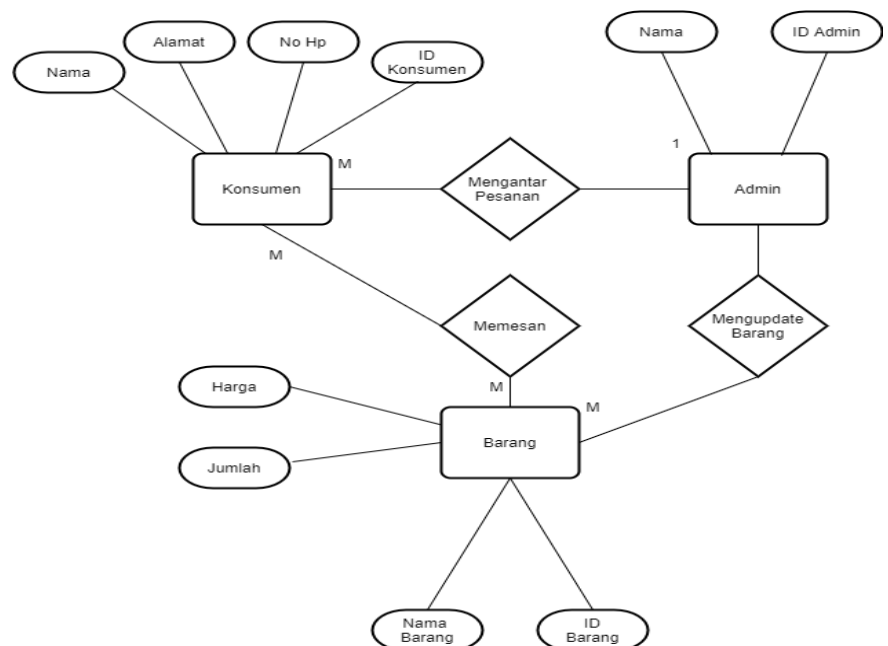 Alamat
No Hp
Nama
ID
Konsumen
Nama
ID Admin
M
1
Konsumen
Mengantar
Pesanan
Admin
M
Memesan
Mengupdate
Barang
Harga
M
M
Barang
Jumlah
Nama
Barang
ID
Barang